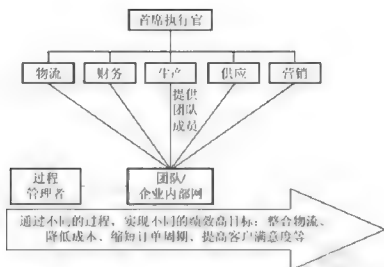 首席执行官
物流 财务 生产 供应 营销
提供
团队
成员
过程
管理者
团队/
企业内部网
通过不同的过程，实现不同的绩效高目标：整合物流、
降低成本、缩短订单周期、提高客户满意度等